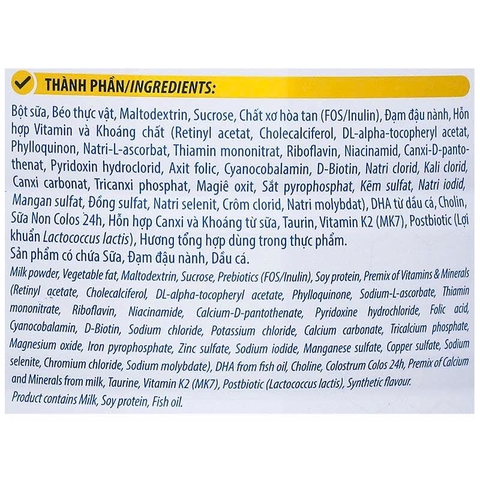 THÀNH PHẦN/INGREDIENTS:
Bột sữa, Béo thực vật, Maltodextrin, Sucrose, Chất xơ hòa tan (FOS/Inulin), Đạm đậu nành, Hỗn
hợp Vitamin và Khoáng chất (Retinyl acetat, Cholecalciferol, DL-alpha-tocopheryl acetat,
Phylloquinon, Natri-L-ascorbat, Thiamin mononitrat, Riboflavin, Niacinamid, Canxi-D-panto-
thenat, Pyridoxin hydroclorid, Axit folic, Cyanocobalamin, D-Biotin, Natri clorid, Kali clorid,
Canxi carbonat, Tricanxi phosphat, Magiê oxit, Sắt pyrophosphat, Kẽm sulfat, Natri iodid,
Mangan sulfat, Đồng sulfat, Natri selenit, Crôm clorid, Natri molybdat), DHA từ dầu cá, Cholin,
Sữa Non Colos 24h, Hỗn hợp Canxi và Khoáng từ sữa, Taurin, Vitamin K2 (MK7), Postbiotic (Lợi
khuẩn Lactococcus lactis), Hương tổng hợp dùng trong thực phẩm.
Sản phẩm có chứa Sữa, Đạm đậu nành, Dầu cá.
Milk powder, Vegetable fat, Maltodextrin, Sucrose, Prebiotics (FOS/Inulin), Soy protein, Premix of Vitamins & Minerals
(Retinyl acetate, Cholecalciferol, DL-alpha-tocopheryl acetate, Phylloquinone, Sodium-L-ascorbate, Thiamin
mononitrate, Riboflavin, Niacinamide, Calcium-D-pantothenate, Pyridoxine hydrochloride, Folic acid,
Cyanocobalamin, D-Biotin, Sodium chloride, Potassium chloride, Calcium carbonate, Tricalcium phosphate,
Magnesium oxide, Iron pyrophosphate, Zinc sulfate, Sodium iodide, Manganese sulfate, Copper sulfate, Sodium
selenite, Chromium chloride, Sodium molybdate), DHA from fish oil, Choline, Colostrum Colos 24h, Premix of Calcium
and Minerals from milk, Taurine, Vitamin K2 (MK7), Postbiotic (Lactococcus lactis), Synthetic flavour.
Product contains Milk, Soy protein, Fish oil.